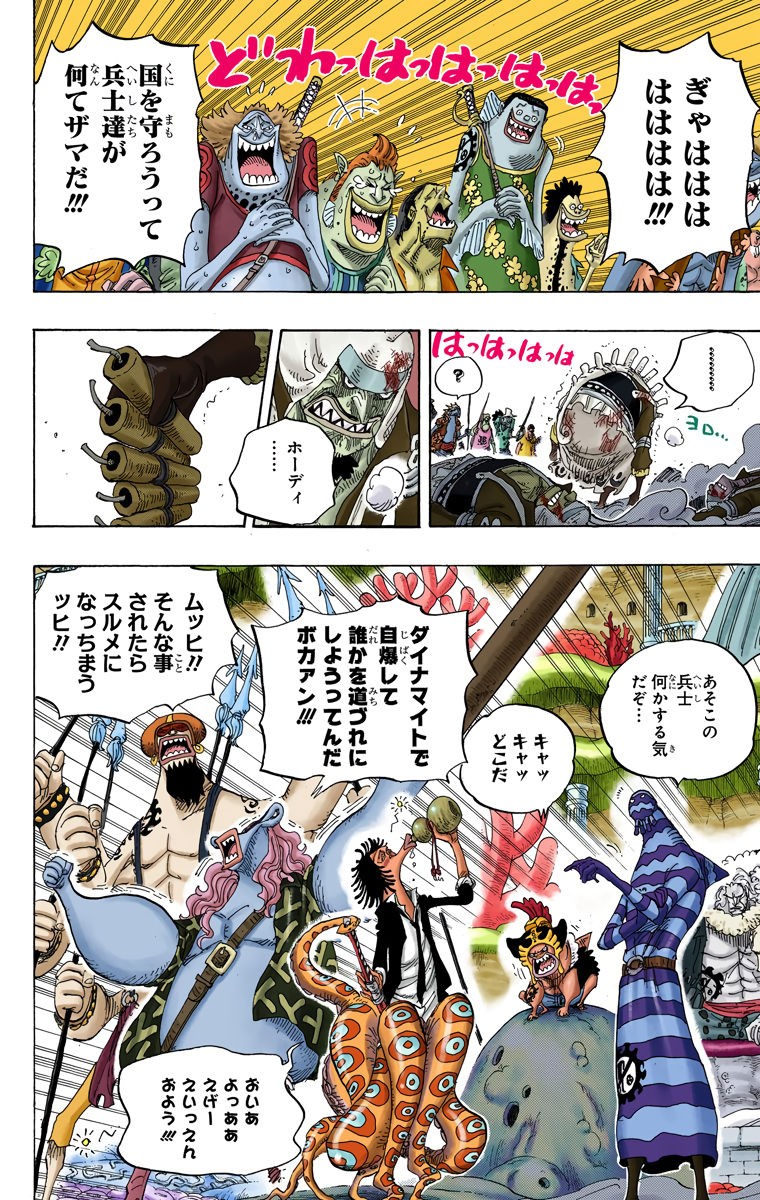 ぎゃははは
はははは!!!
どわっはっはっはっはっ
国を守ろうって
兵士達が
何てザマだ!!!
………
ヨロ…
はっはっはっは
?
ホーディ
……
あそこの
兵士
何かする気
だぞ…
キャッ
キャッ
どこだ
ダイナマイトで
自爆して
誰かを道づれに
しようってんだ
ボカァン!!!
ムッヒ!!
そんな事
されたら
スルメに
なっちまう
ッヒ!!
おいあ
よっああ
えげー
えいっえん
およう!!!